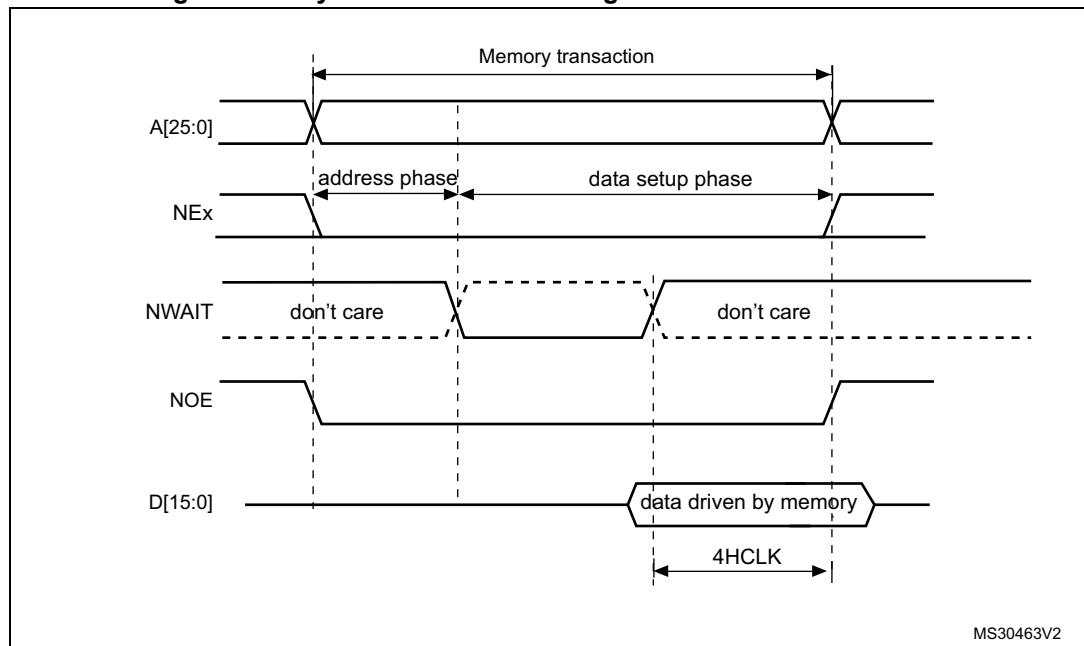 Memory transaction
A[25:0]
address phase
data setup phase
NEx
NWAIT
don't care
don't care
NOE
D[15:0]
data driven by memory
4HCLK
MS30463V2